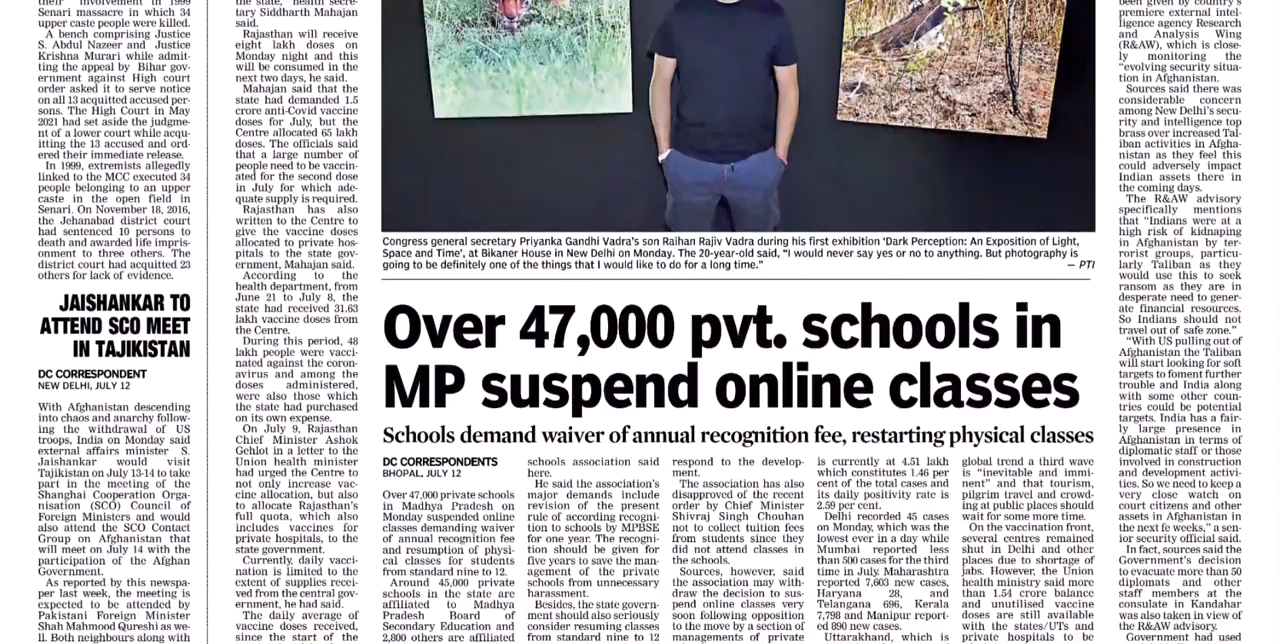 their involvement in 1999
Senari massacre in which 34
upper caste people were killed.
A bench comprising Justice
S. Abdul Nazeer and Justice
Krishna Murari while admit-
ting the appeal by Bihar gov-
ernment against High court
order asked it to serve notice
on all 13 acquitted accused per-
sons. The High Court in May
2021 had set aside the judgme-
nt of a lower court while acqu-
itting the 13 accused and ord-
ered their immediate release.
In 1999, extremists allegedly
linked to the MCC executed 34
people belonging to an upper
caste in the open field in
Senari. On November 18, 2016,
the Jehanabad district court
had sentenced 10 persons to
death and awarded life impris-
onment to three others. The
district court had acquitted 23
others for lack of evidence.
JAISHANKAR TO
ATTEND SCO MEET
IN TAJIKISTAN
DC CORRESPONDENT
NEW DELHI, JULY 12
With Afghanistan descending
into chaos and anarchy follow-
ing the withdrawal of US
troops, India on Monday said
external affairs minister S.
Jaishankar would visit
Tajikistan on July 13-14 to take
part in the meeting of the
Shanghai Cooperation Orga-
nisation (SCO) Council of
Foreign Ministers and would
also attend the SCO Contact
Group on Afghanistan that
will meet on July 14 with the
participation of the Afghan
Government.
As reported by this newspa-
per last week, the meeting is
expected to be attended by
Pakistani Foreign Minister
Shah Mahmood Qureshi as we-
ll. Both neighbours along with
the state, health secre-
tary Siddharth Mahajan
said.
Rajasthan will receive
eight lakh doses on
Monday night and this
will be consumed in the
next two days, he said.
Mahajan said that the
state had demanded 1.5
crore anti-Covid vaccine
doses for July, but the
Centre allocated 65 lakh
doses. The officials said
that a large number of
people need to be vaccin-
ated for the second dose
in July for which ade-
quate supply is required.
Rajasthan has also
written to the Centre to
give the vaccine doses
allocated to private hos-
pitals to the state gov-
ernment, Mahajan said.
According to the
health department, from
June 21 to July 8, the
state had received 31.63
lakh vaccine doses from
the Centre.
During this period, 48
lakh people were vacci-
nated against the coron-
avirus and among the
doses administered,
were also those which
the state had purchased
on its own expense.
On July 9, Rajasthan
Chief Minister Ashok
Gehlot in a letter to the
Union health minister
had urged the Centre to
not only increase vac-
cine allocation, but also
to allocate Rajasthan's
full quota, which also
includes vaccines for
private hospitals, to the
state government.
Currently, daily vacci-
nation is limited to the
extent of supplies recei-
ved from the central gov-
ernment, he had said.
The daily average of
vaccine doses received,
since the start of the
Congress general secretary Priyanka Gandhi Vadra's son Raihan Rajiv Vadra during his first exhibition 'Dark Perception: An Exposition of Light,
Space and Time', at Bikaner House in New Delhi on Monday. The 20-year-old said, "I would never say yes or no to anything. But photography is
going to be definitely one of the things that I would like to do for a long time." — PTI
Over 47,000 pvt. schools in
MP suspend online classes
Schools demand waiver of annual recognition fee, restarting physical classes
DC CORRESPONDENTS
BHOPAL, JULY 12
Over 47,000 private schools
in Madhya Pradesh on
Monday suspended online
classes demanding waiver
of annual recognition fee
and resumption of physi-
cal classes for students
from standard nine to 12.
Around 45,000 private
schools in the state are
affiliated to Madhya
Pradesh Board of
Secondary Education and
2,800 others are affiliated
schools association said
here.
He said the association's
major demands include
revision of the present
rule of according recogni-
tion to schools by MPBSE
for one year. The recogni-
tion should be given for
five years to save the man-
agement of the private
schools from unnecessary
harassment.
Besides, the state govern-
ment should also seriously
consider resuming classes
from standard nine to 12
respond to the develop-
ment.
The association has also
disapproved of the recent
order by Chief Minister
Shivraj Singh Chouhan
not to collect tuition fees
from students since they
did not attend classes in
the schools.
Sources, however, said
the association may with-
draw the decision to sus-
pend online classes very
soon following opposition
to the move by a section of
managements of private
is currently at 4.51 lakh
which constitutes 1.46 per
cent of the total cases and
its daily positivity rate is
2.59 per cent.
Delhi recorded 45 cases
on Monday, which was the
lowest ever in a day while
Mumbai reported less
than 500 cases for the third
time in July. Maharashtra
reported 7,603 new cases,
Haryana 28, and
Telangana 696, Kerala
7,798 and Manipur report-
ed 890 new cases.
Uttarakhand, which is
global trend a third wave
is "inevitable and immi-
nent" and that tourism,
pilgrim travel and crowd-
ing at public places should
wait for some more time.
On the vaccination front,
several centres remained
shut in Delhi and other
places due to shortage of
jabs. However, the Union
health ministry said more
than 1.54 crore balance
and unutilised vaccine
doses are still available
with the states/UTs and
private hospitals to be
been given by country's
premiere external intel-
ligence agency Research
and Analysis Wing
(R&AW), which is close-
ly monitoring the
"evolving security situa-
tion in Afghanistan.
Sources said there was
considerable concern
among New Delhi's secu-
rity and intelligence top
brass over increased Tal-
iban activities in Afgha-
nistan as they feel this
could adversely impact
Indian assets there in
the coming days.
The R&AW advisory
specifically mentions
that "Indians were at a
high risk of kidnaping
in Afghanistan by ter-
rorist groups, particu-
larly Taliban as they
would use this to seek
ransom as they are in
desperate need to gener-
ate financial resources.
So Indians should not
travel out of safe zone."
"With US pulling out of
Afghanistan the Taliban
will start looking for soft
targets to foment further
trouble and India along
with some other coun-
tries could be potential
targets. India has a fair-
ly large presence in
Afghanistan in terms of
diplomatic staff or those
involved in construction
and development activi-
ties. So we need to keep a
very close watch on
court citizens and other
assets in Afghanistan in
the next fe weeks," a sen-
ior security official said.
In fact, sources said the
Government's decision
to evacuate more than 50
diplomats and other
staff members at the
consulate in Kandahar
was also taken in view of
the R&AW advisory.
Government had used